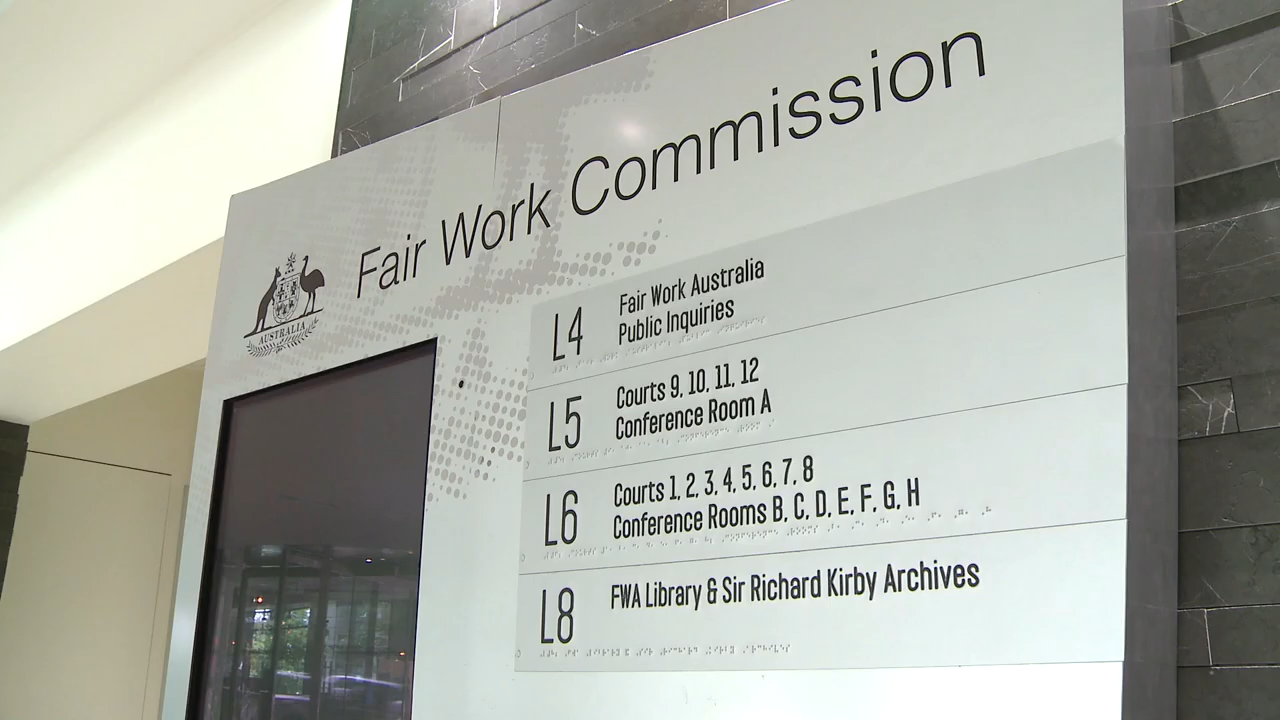 Fair Work Commission
AUSTRALIA
L4
Fair Work Australia
Public Inquiries
L5
Courts 9, 10, 11, 12
Conference Room A
L6
Courts 1, 2, 3, 4, 5, 6, 7, 8
Conference Rooms B, C, D, E, F, G, H
L8
FWA Library & Sir Richard Kirby Archives